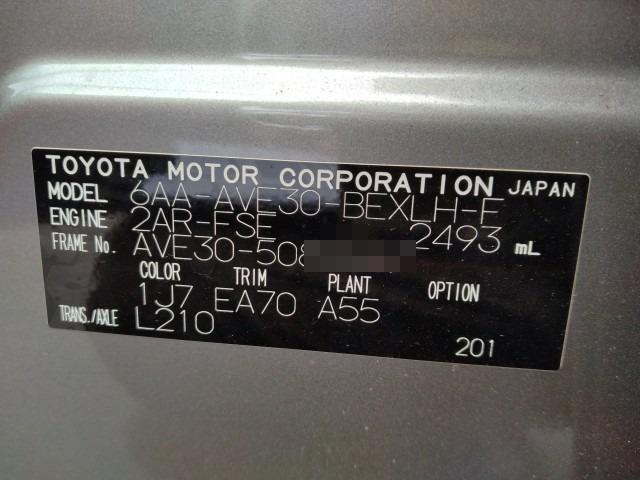 TOYOTA MOTOR CORPORATION JAPAN
MODEL 6AA-AVE30-BEXLH-F
ENGINE 2AR-FSE 2493 mL
FRAME No. AVE30-508
COLOR TRIM PLANT OPTION
1J7 EA70 A55
TRANS./AXLE L210
201